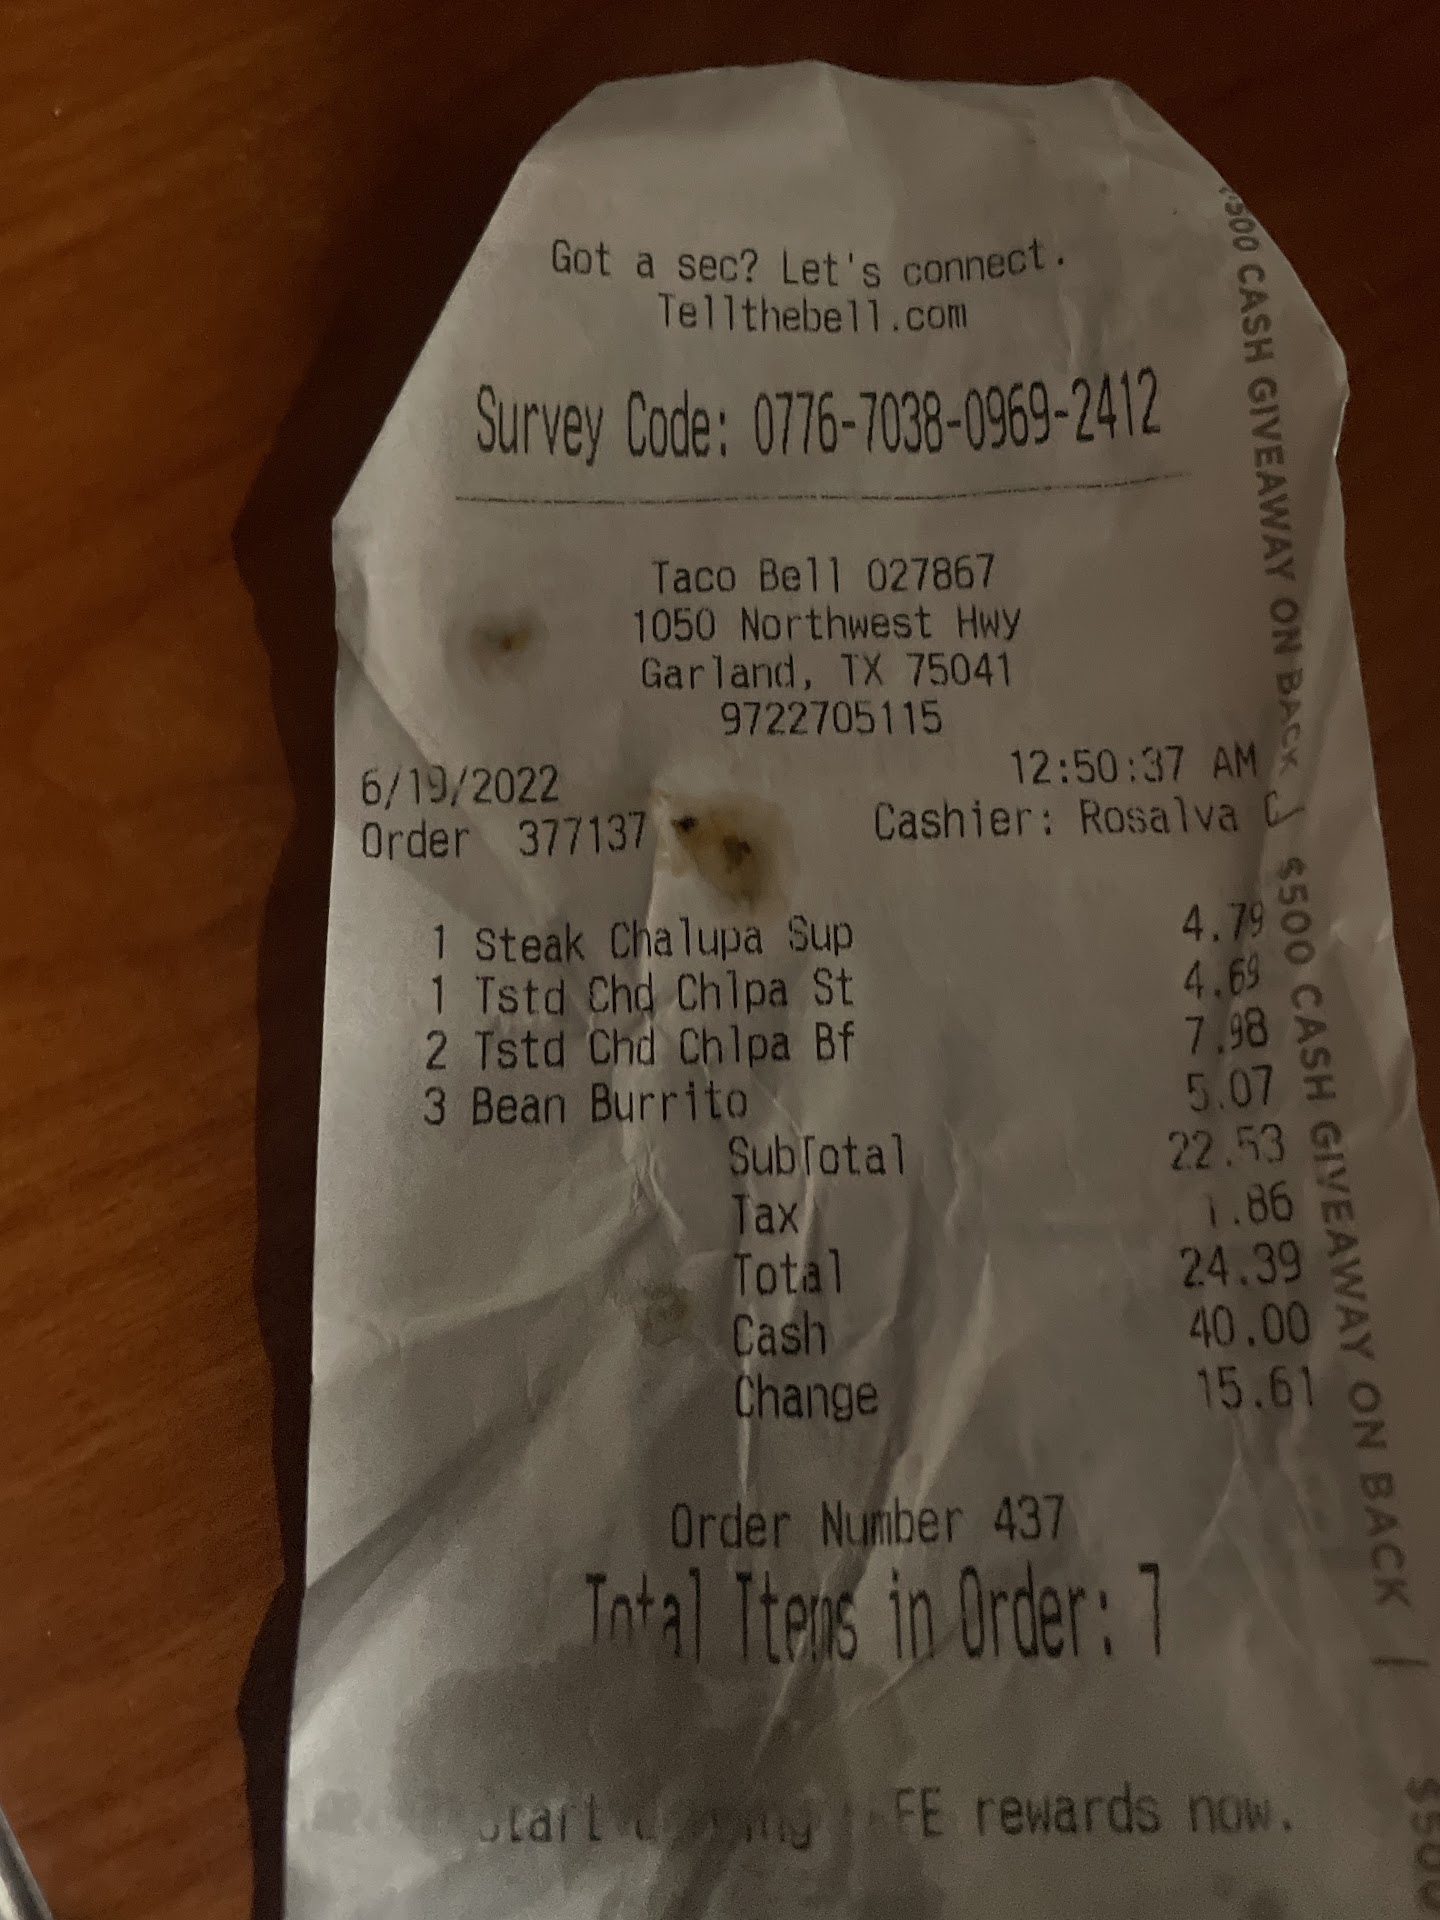 Got a sec? Let's connect.
Tellthebell.com
Survey Code: 0776-7038-0969-2412
Taco Bell 027867
1050 Northwest Hwy
Garland, TX 75041
9722705115
6/19/2022 12:50:37 AM
Order 377137 Cashier: Rosalva
1 Steak Chalupa Sup 4.79
1 Tstd Chd Chlpa St 4.69
2 Tstd Chd Chlpa Bf 7.98
3 Bean Burrito 5.07
SubTotal 22.53
Tax 1.86
Total 24.39
Cash 40.00
Change 15.61
Order Number 437
Total Items in Order: 7
rewards now.
$500 CASH GIVEAWAY ON BACK
$500 CASH GIVEAWAY ON BACK |
$500